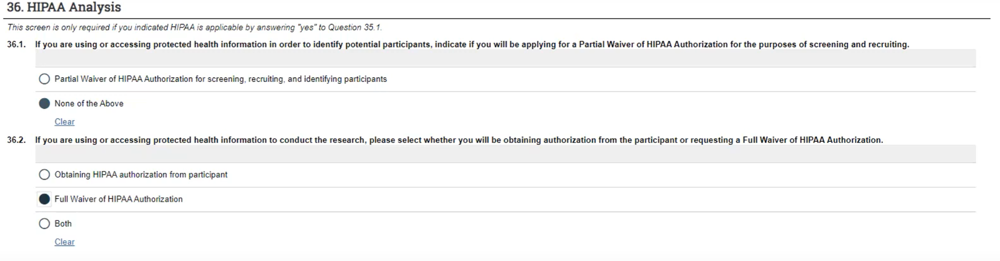 36. HIPAA Analysis
This screen is only required if you indicated HIPAA is applicable by answering "yes" to Question 35.1.
36.1. If you are using or accessing protected health information in order to identify potential participants, indicate if you will be applying for a Partial Waiver of HIPAA Authorization for the purposes of screening and recruiting.
Partial Waiver of HIPAA Authorization for screening, recruiting, and identifying participants
None of the Above
Clear
36.2. If you are using or accessing protected health information to conduct the research, please select whether you will be obtaining authorization from the participant or requesting a Full Waiver of HIPAA Authorization.
Obtaining HIPAA authorization from participant
Full Waiver of HIPAA Authorization
Both
Clear